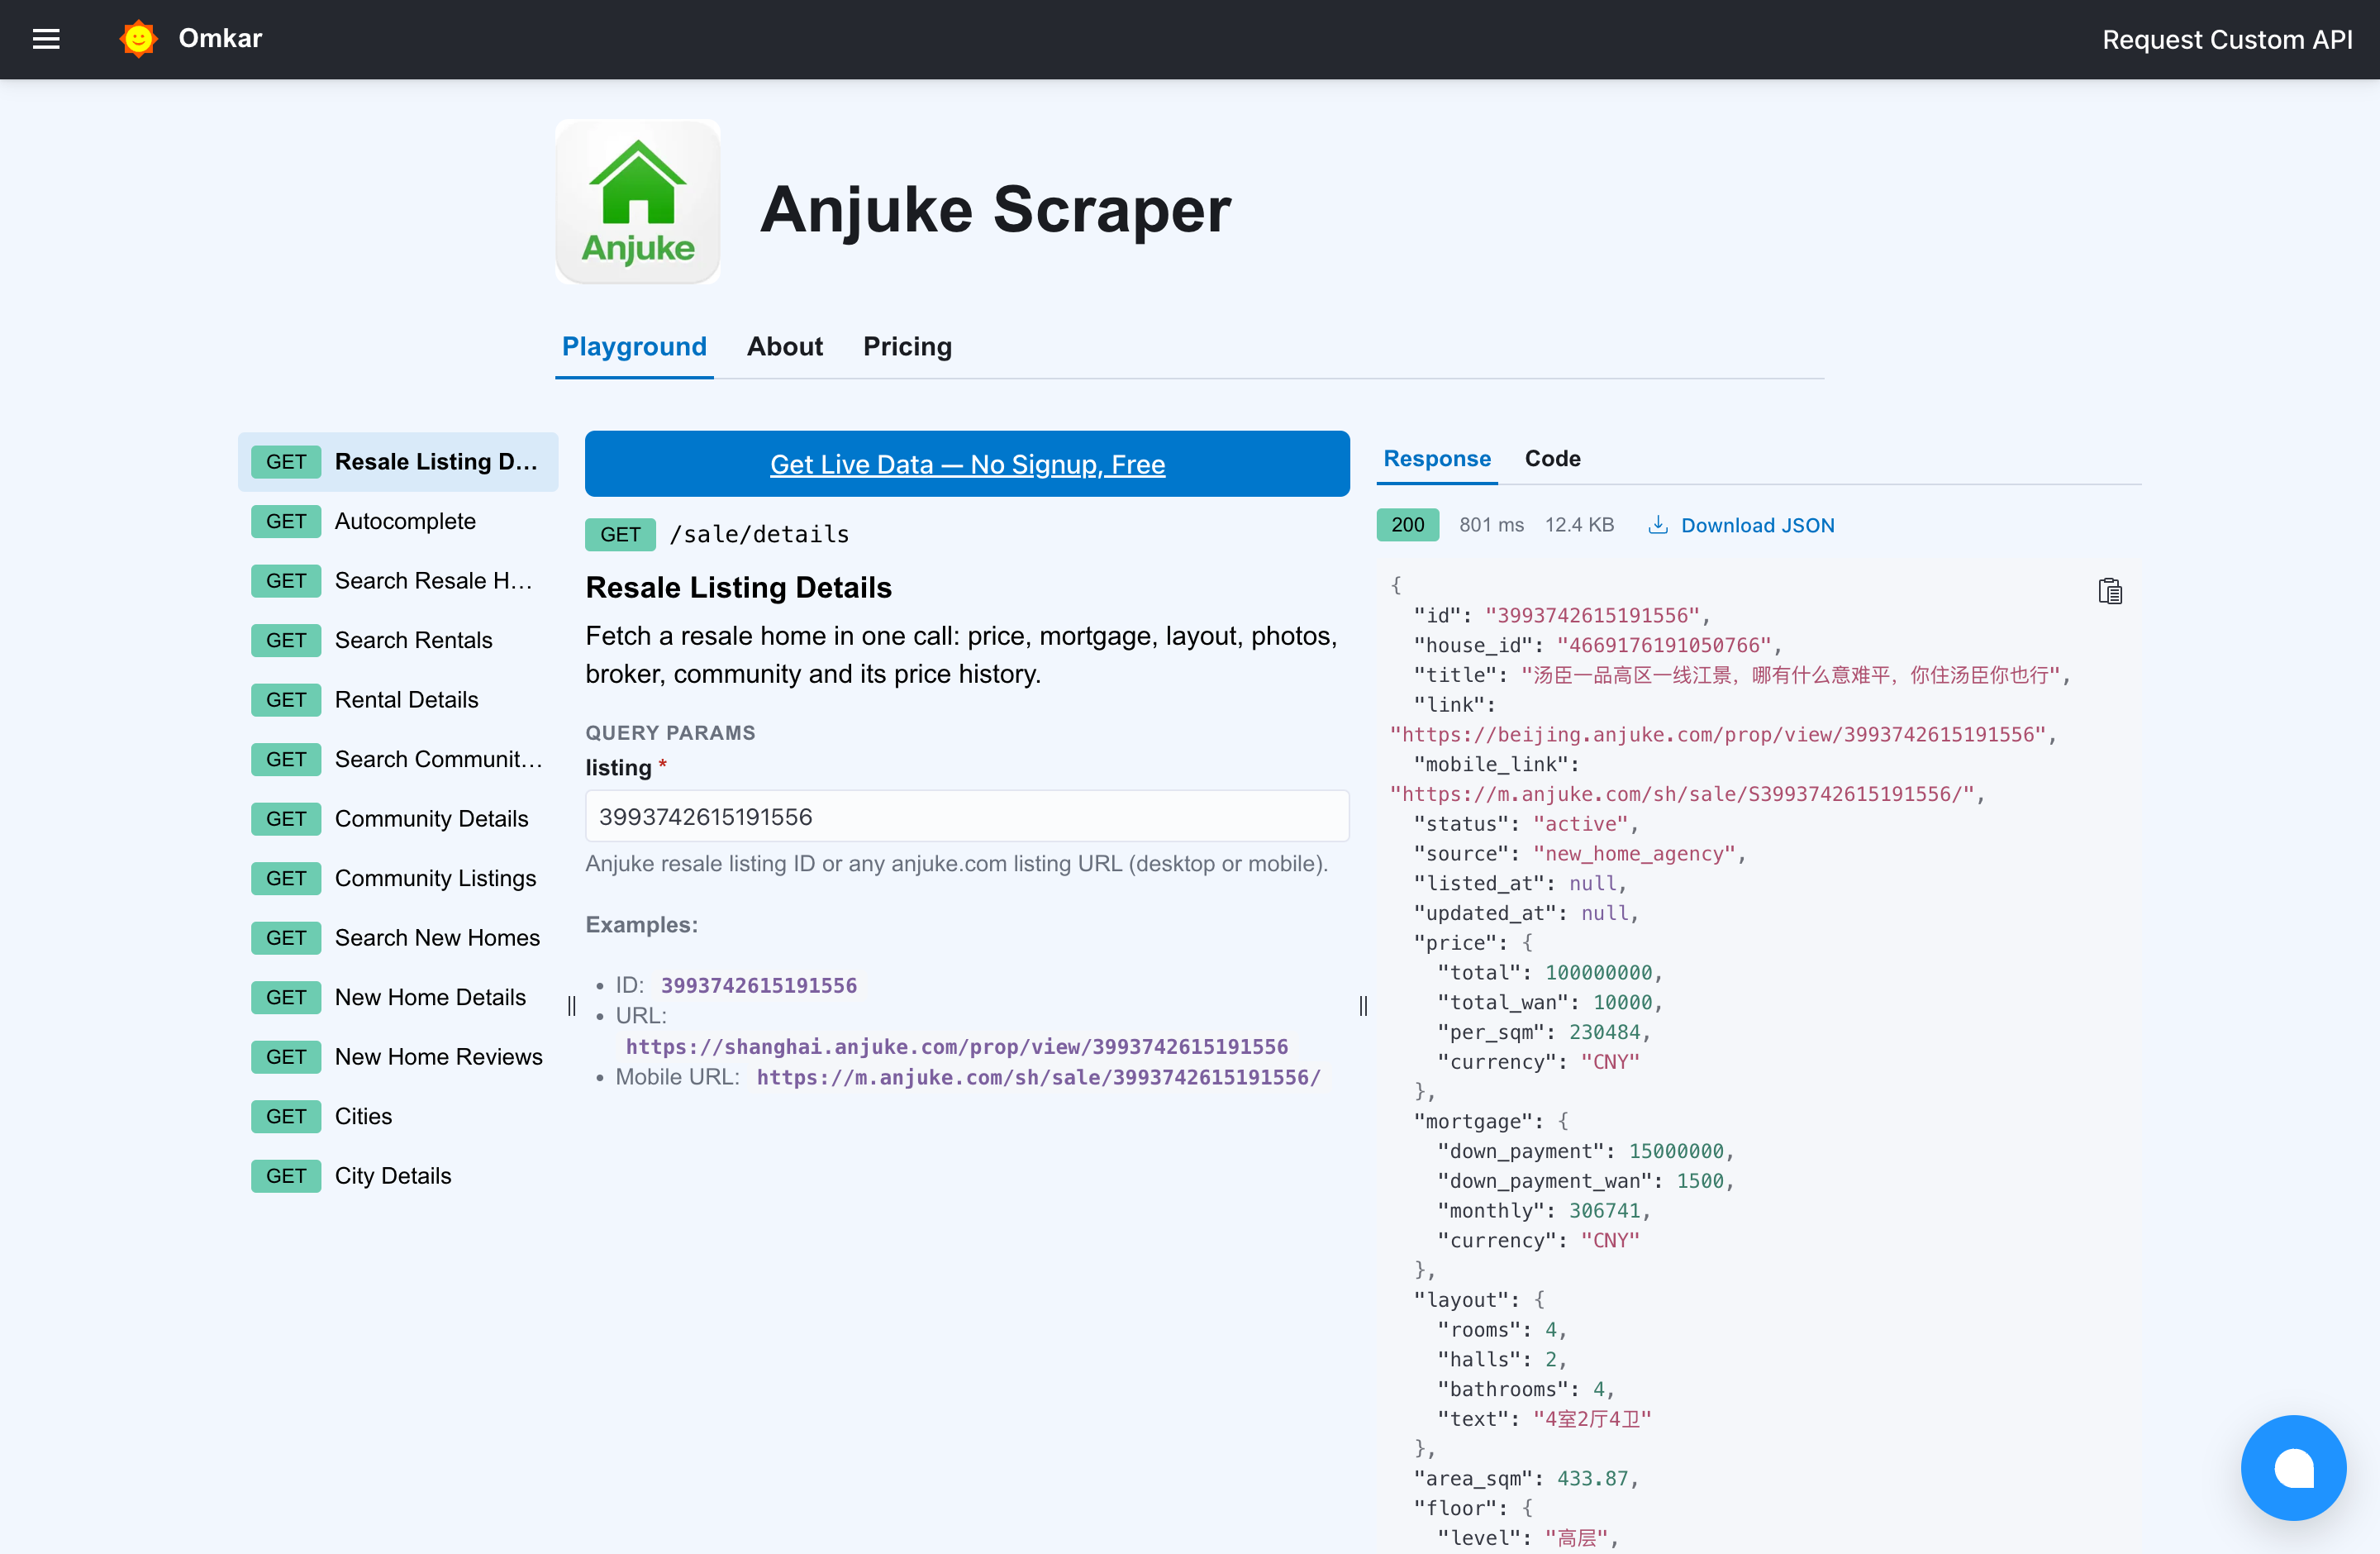 Omkar
Request Custom API
Anjuke
Anjuke Scraper
Playground
About
Pricing
GET Resale Listing D...
GET Autocomplete
GET Search Resale H...
GET Search Rentals
GET Rental Details
GET Search Communit...
GET Community Details
GET Community Listings
GET Search New Homes
GET New Home Details
GET New Home Reviews
GET Cities
GET City Details
Get Live Data — No Signup, Free
GET /sale/details
Resale Listing Details
Fetch a resale home in one call: price, mortgage, layout, photos,
broker, community and its price history.
QUERY PARAMS
listing *
3993742615191556
Anjuke resale listing ID or any anjuke.com listing URL (desktop or mobile).
Examples:
• ID: 3993742615191556
• URL:
https://shanghai.anjuke.com/prop/view/3993742615191556
• Mobile URL: https://m.anjuke.com/sh/sale/3993742615191556/
Response
Code
200 801 ms 12.4 KB Download JSON
{
"id": "3993742615191556",
"house_id": "4669176191050766",
"title": "汤臣一品高区一线江景，哪有什么意难平，你住汤臣你也行",
"link":
"https://beijing.anjuke.com/prop/view/3993742615191556",
"mobile_link":
"https://m.anjuke.com/sh/sale/S3993742615191556/",
"status": "active",
"source": "new_home_agency",
"listed_at": null,
"updated_at": null,
"price": {
"total": 100000000,
"total_wan": 10000,
"per_sqm": 230484,
"currency": "CNY"
},
"mortgage": {
"down_payment": 15000000,
"down_payment_wan": 1500,
"monthly": 306741,
"currency": "CNY"
},
"layout": {
"rooms": 4,
"halls": 2,
"bathrooms": 4,
"text": "4室2厅4卫"
},
"area_sqm": 433.87,
"floor": {
"level": "高层",